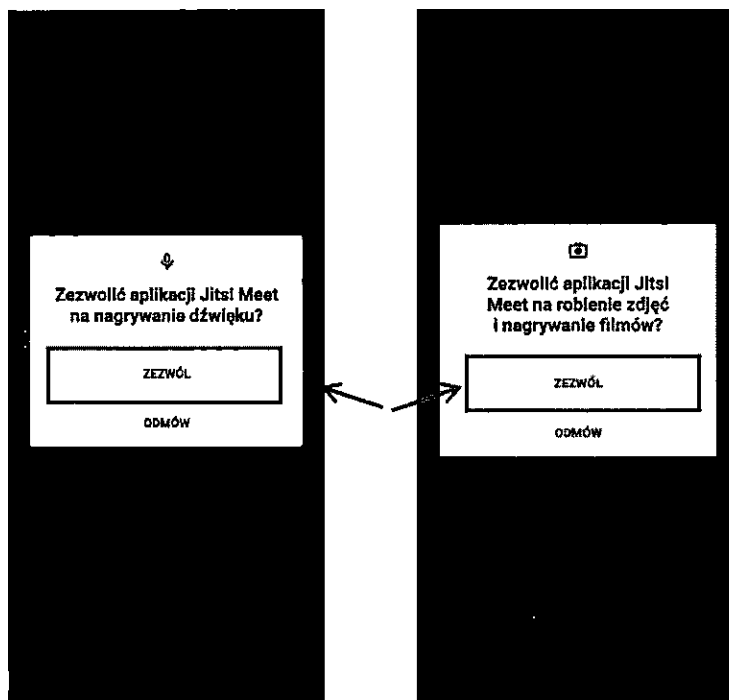 Zezwolić aplikacji Jitsi Meet
na nagrywanie dźwięku?
ZEZWÓL
ODMÓW
Zezwolić aplikacji Jitsi
Meet na robienie zdjęć
i nagrywanie filmów?
ZEZWÓL
ODMÓW